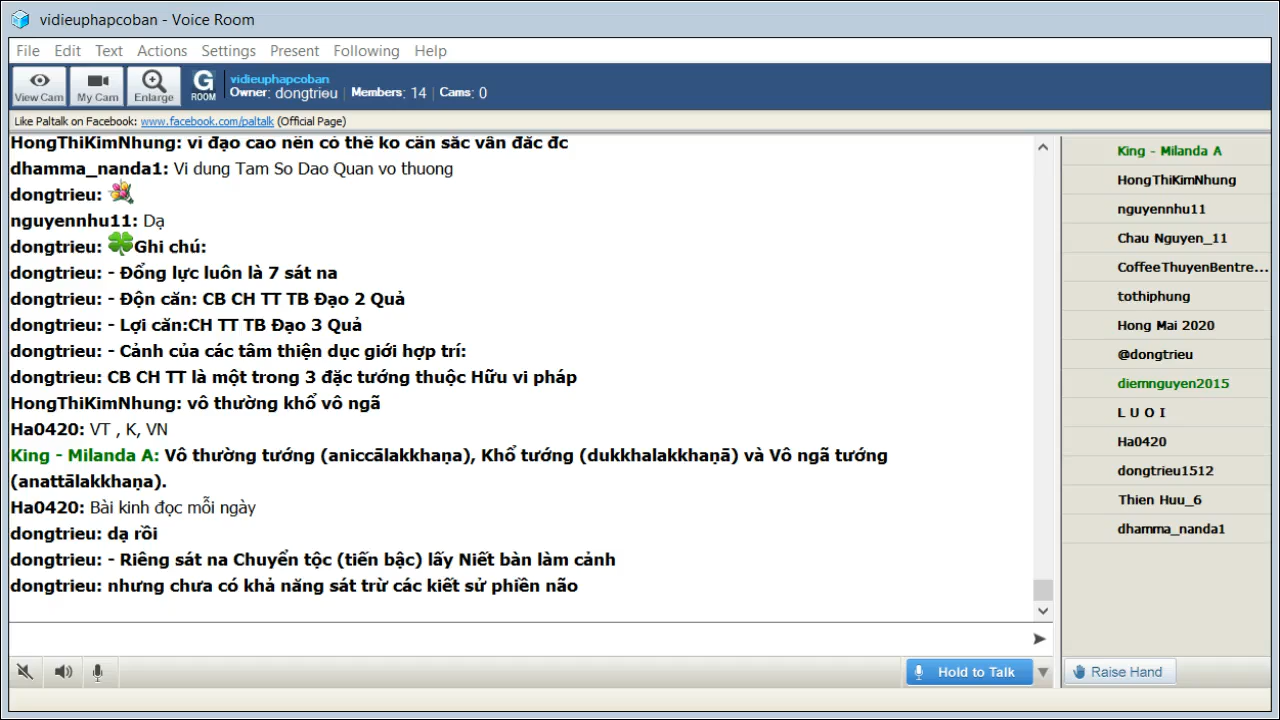 vidieuphapcoban - Voice Room
File Edit Text Actions Settings Present Following Help
View Cam My Cam Enlarge G ROOM
vidieuphapcoban
Owner: dongtrieu | Members: 14 | Cams: 0
Like Paltalk on Facebook: www.facebook.com/paltalk (Official Page)
HongThiKimNhung: vì đạo cao nên có thể ko cần sắc vẫn đắc đc
dhamma_nanda1: Vi dung Tam So Dao Quan vo thuong
dongtrieu:
nguyennhu11: Dạ
dongtrieu: Ghi chú:
dongtrieu: - Đổng lực luôn là 7 sát na
dongtrieu: - Độn căn: CB CH TT TB Đạo 2 Quả
dongtrieu: - Lợi căn:CH TT TB Đạo 3 Quả
dongtrieu: - Cảnh của các tâm thiện dục giới hợp trí:
dongtrieu: CB CH TT là một trong 3 đặc tướng thuộc Hữu vi pháp
HongThiKimNhung: vô thường khổ vô ngã
Ha0420: VT , K, VN
King - Milanda A: Vô thường tướng (aniccālakkhaṇa), Khổ tướng (dukkhalakkhaṇā) và Vô ngã tướng
(anattālakkhaṇa).
Ha0420: Bài kinh đọc mỗi ngày
dongtrieu: dạ rồi
dongtrieu: - Riêng sát na Chuyển tộc (tiến bậc) lấy Niết bàn làm cảnh
dongtrieu: nhưng chưa có khả năng sát trừ các kiết sử phiền não
King - Milanda A
HongThiKimNhung
nguyennhu11
Chau Nguyen_11
CoffeeThuyenBentre...
tothiphung
Hong Mai 2020
@dongtrieu
diemnguyen2015
L U O I
Ha0420
dongtrieu1512
Thien Huu_6
dhamma_nanda1
Hold to Talk
Raise Hand